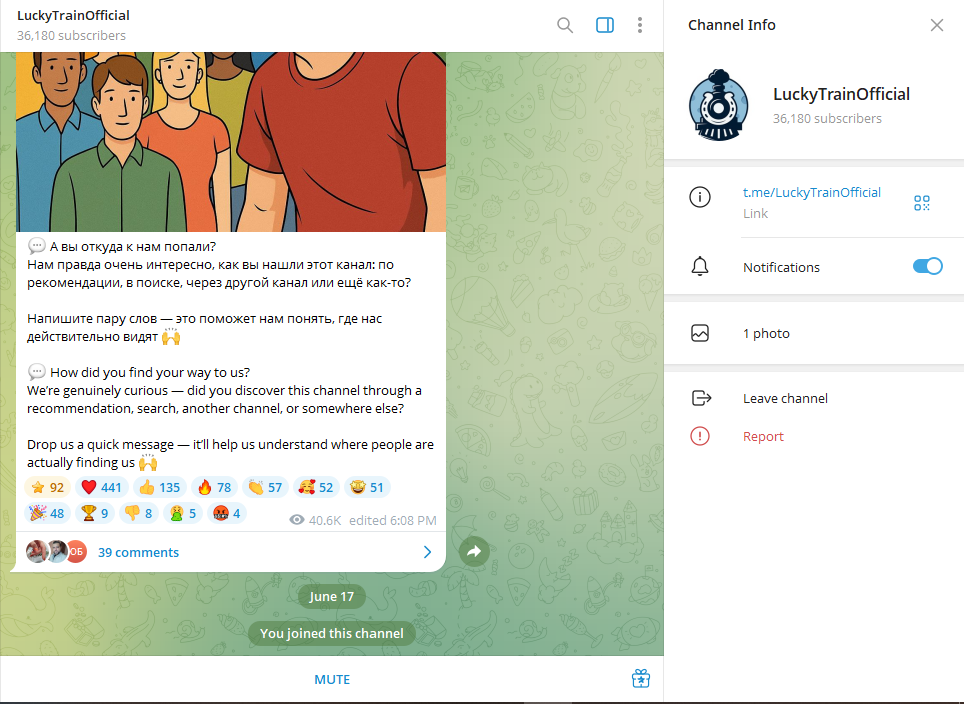 LuckyTrainOfficial
36,180 subscribers
💬 А вы откуда к нам попали?
Нам правда очень интересно, как вы нашли этот канал: по
рекомендации, в поиске, через другой канал или ещё как-то?
Напишите пару слов — это поможет нам понять, где нас
действительно видят 🙌
💬 How did you find your way to us?
We’re genuinely curious — did you discover this channel through a
recommendation, search, another channel, or somewhere else?
Drop us a quick message — it’ll help us understand where people are
actually finding us 🙌
⭐ 92 ❤️ 441 👍 135 🔥 78 👏 57 🥰 52 🤩 51
🎉 48 🏆 9 👎 8 🤮 5 🤬 4 40.6K edited 6:08 PM
ОБ 39 comments
June 17
You joined this channel
MUTE
Channel Info
LuckyTrainOfficial
36,180 subscribers
t.me/LuckyTrainOfficial
Link
Notifications
1 photo
Leave channel
Report